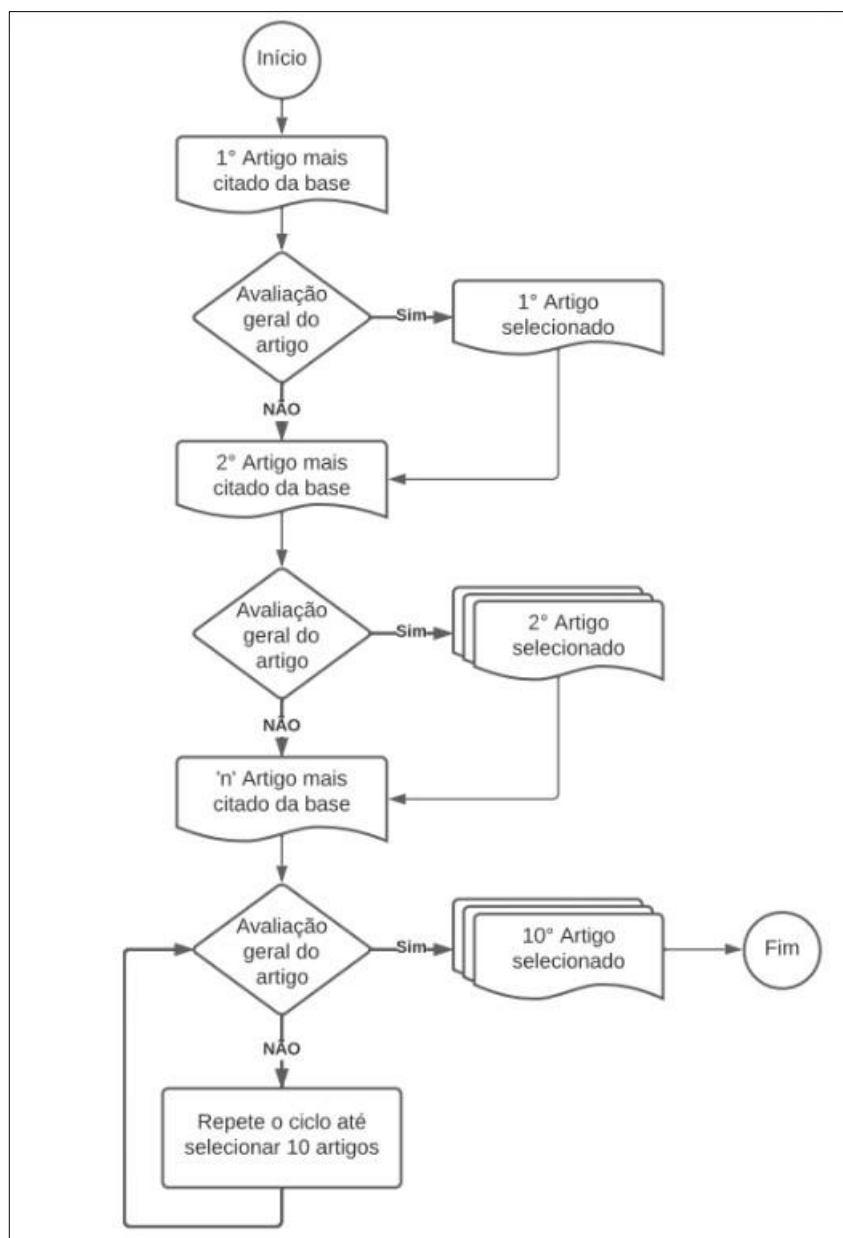 Início
1° Artigo mais
citado da base
Avaliação
geral do
artigo
Sim
1° Artigo
selecionado
NÃO
2° Artigo mais
citado da base
Avaliação
geral do
artigo
Sim
2° Artigo
selecionado
NÃO
'n' Artigo mais
citado da base
Avaliação
geral do
artigo
Sim
10° Artigo
selecionado
Fim
NÃO
Repete o ciclo até
selecionar 10 artigos